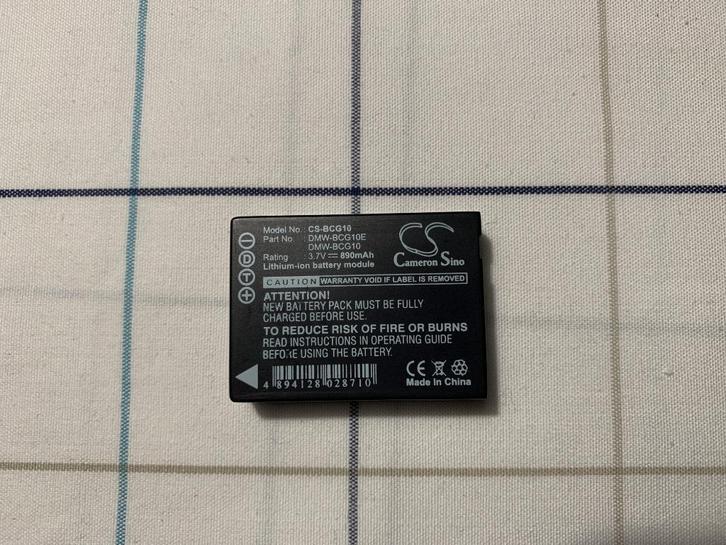 Model No.: CS-BCG10
Part No.: DMW-BCG10E
DMW-BCG10
Rating: 3.7V 890mAh
Lithium-ion battery module
CS
Cameron Sino
D
T
CAUTION WARRANTY VOID IF LABEL IS REMOVED
ATTENTION!
NEW BATTERY PACK MUST BE FULLY
CHARGED BEFORE USE.
TO REDUCE RISK OF FIRE OR BURNS
READ INSTRUCTIONS IN OPERATING GUIDE
BEFORE USING THE BATTERY.
4 894128 028710
CE
Made In China